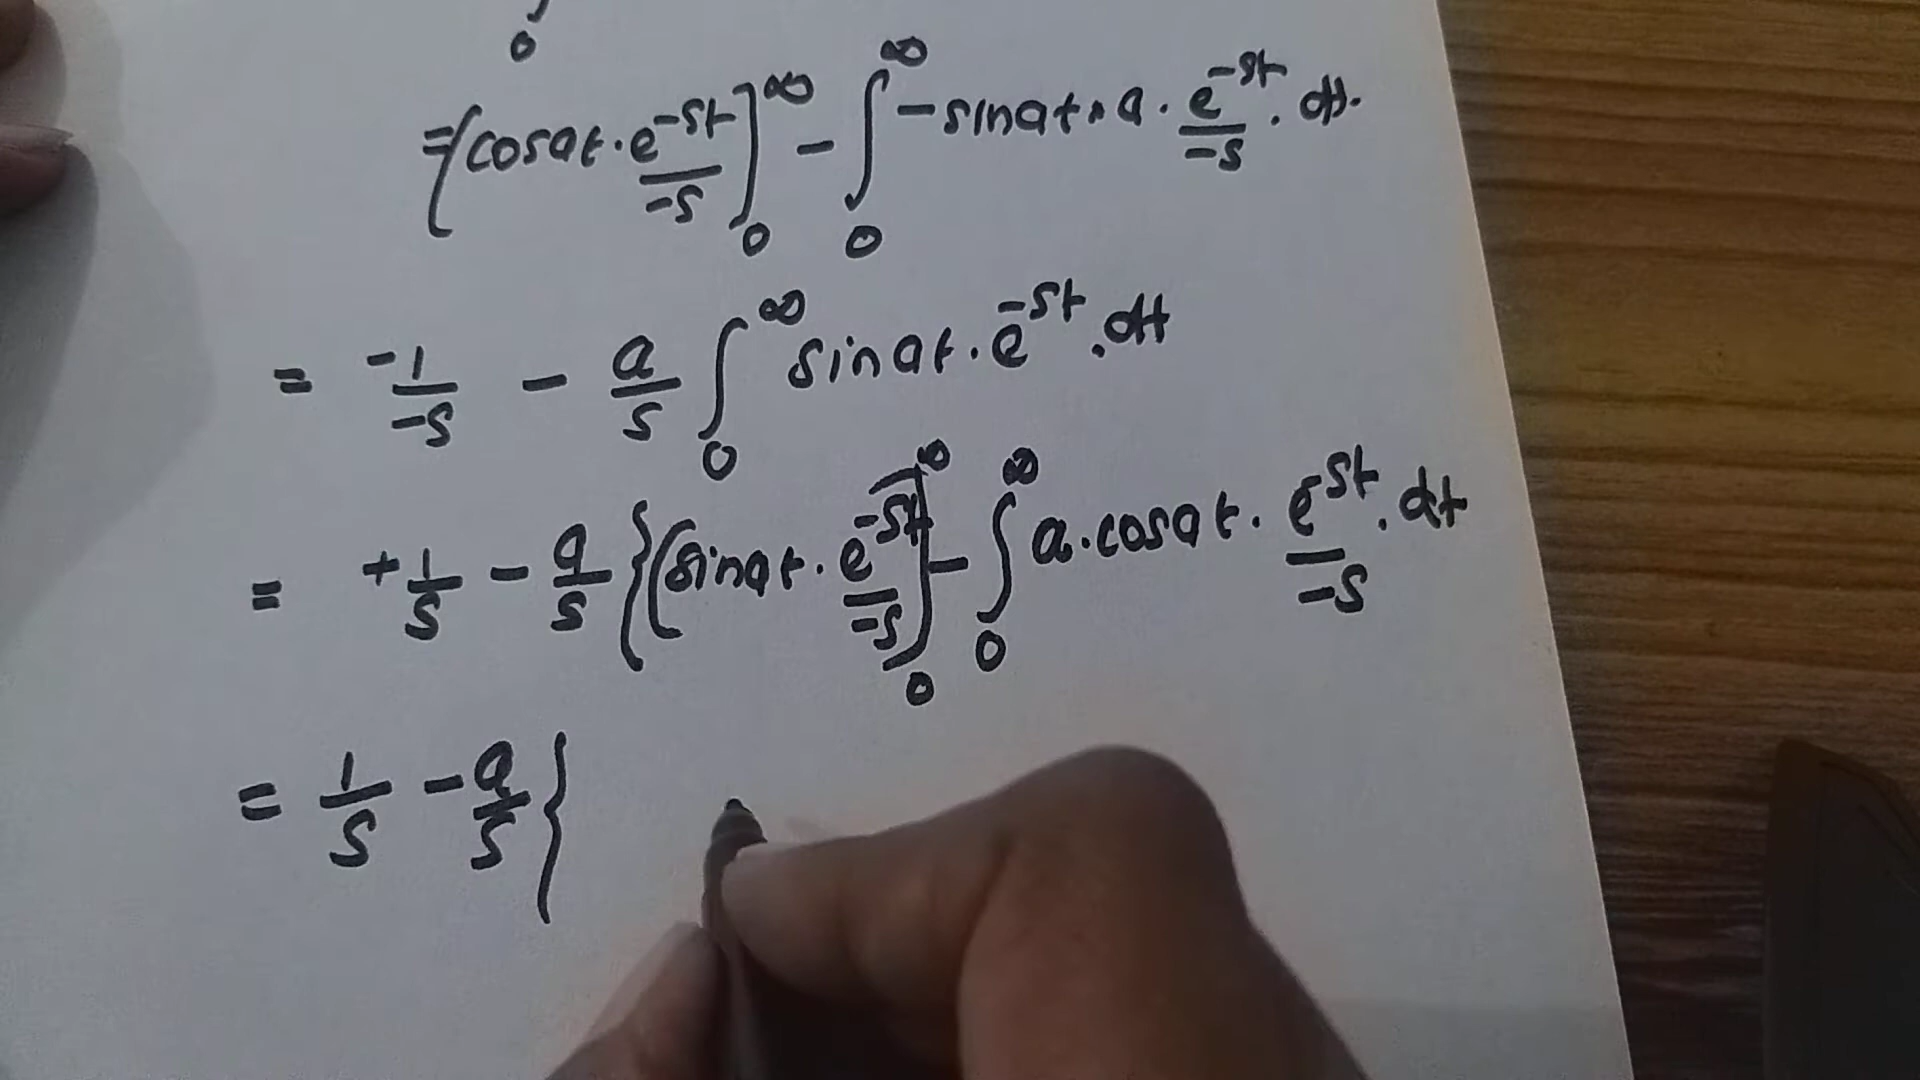 ∫ 0
= [cosat · e^{-st}/-s]_0^∞ - ∫_0^∞ -sinat × a · e^{-st}/-s · dt.
= -1/-s - a/s ∫_0^∞ sinat · e^{-st} · dt
= +1/s - a/s {[sinat · e^{-st}/-s]_0^∞ - ∫_0^∞ a · cosat · e^{-st}/-s · dt
= 1/s - a/s {